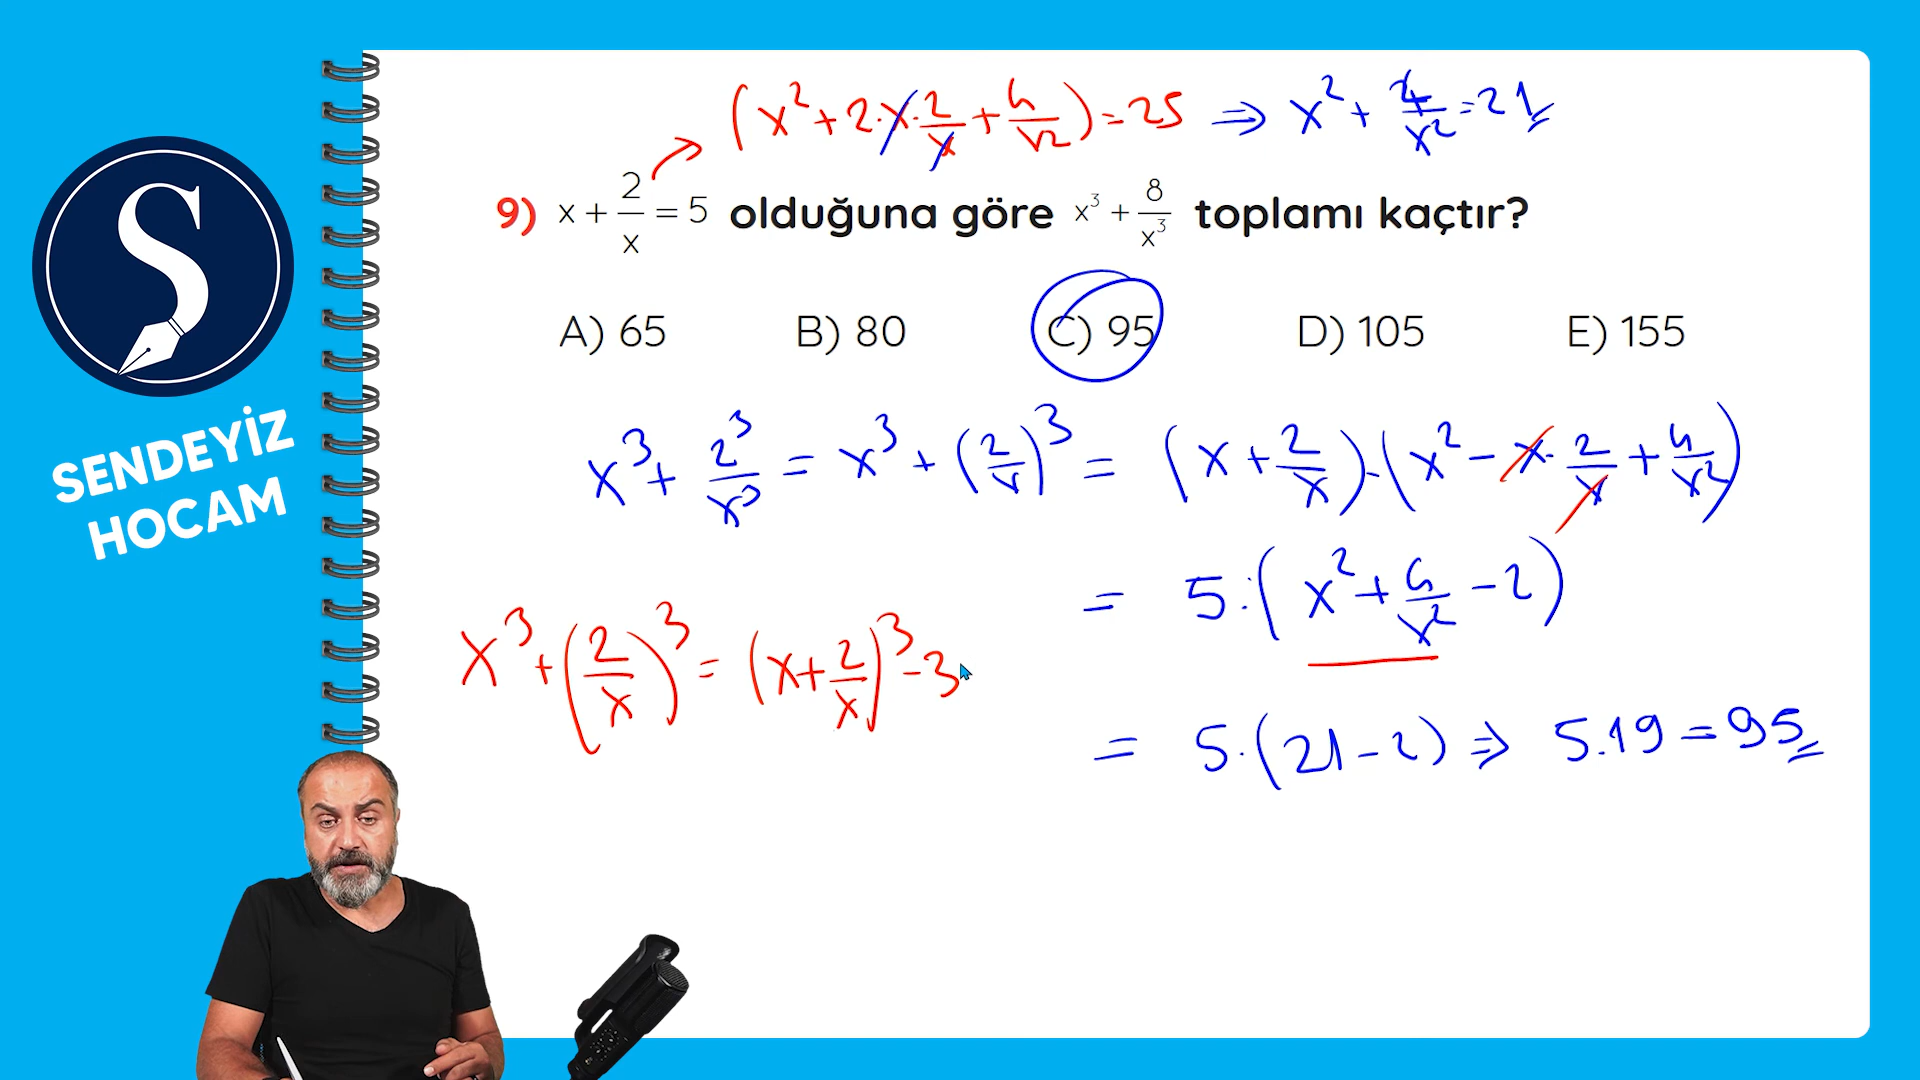 (x² + 2·x·2/x + 4/x²) = 25 ⇒ x² + 4/x² = 21
9) x + 2/x = 5 olduğuna göre x³ + 8/x³ toplamı kaçtır?
A) 65 B) 80 C) 95 D) 105 E) 155
x³ + 2³/x³ = x³ + (2/x)³ = (x + 2/x)·(x² - x·2/x + 4/x²)
= 5·(x² + 4/x² - 2)
x³ + (2/x)³ = (x + 2/x)³ - 3
= 5·(21 - 2) ⇒ 5.19 = 95
S
SENDEYİZ
HOCAM